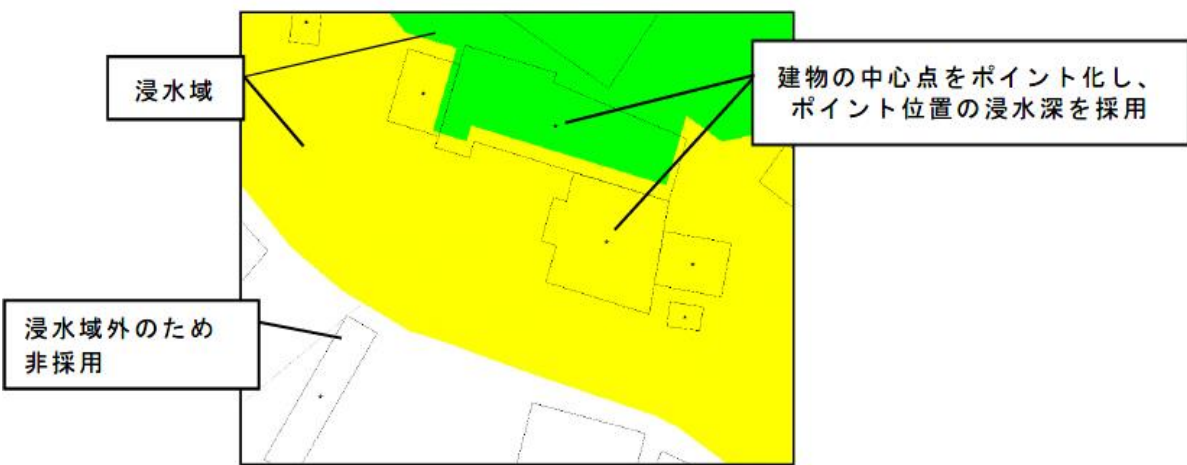 浸水域
建物の中心点をポイント化し、
ポイント位置の浸水深を採用
浸水域外のため
非採用